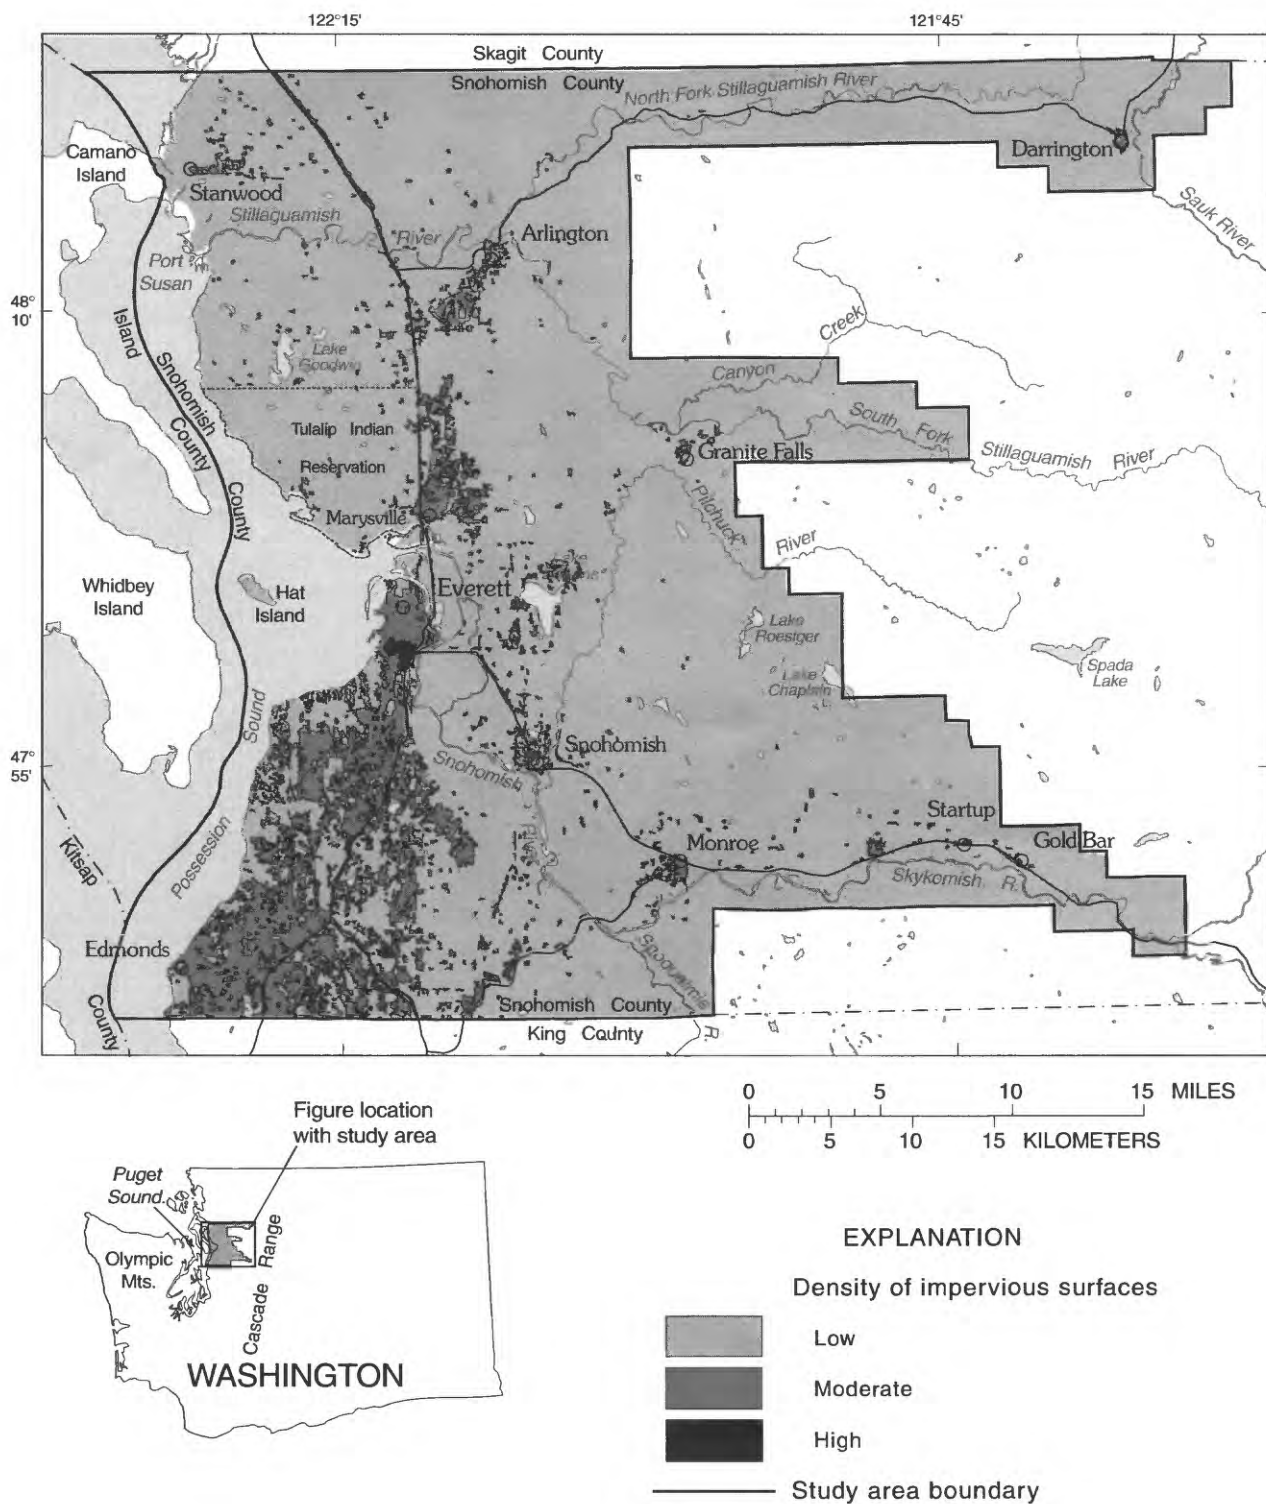 122°15'
121°45'
Skagit County
Snohomish County
North Fork Stillaguamish River
Camano
Island
Darrington
Stanwood
Stillaguamish
River
Arlington
Sauk River
Port
Susan
48°
10'
Island
County
Snohomish
County
Lake
Goodwin
Creek
Canyon
South Fork
Stillaguamish River
Tulalip Indian
Reservation
Granite Falls
Marysville
Pilchuck
River
Everett
Whidbey
Island
Hat
Island
Lake
Roesiger
Lake
Chaplain
Spada
Lake
Sound
Possession
Snohomish
Snohomish
River
47°
55'
Startup
Monroe
Gold Bar
Kitsap
County
Skykomish R.
Edmonds
Snoqualmie
R.
Snohomish County
King County
0 5 10 15 MILES
0 5 10 15 KILOMETERS
Figure location
with study area
Puget
Sound.
Olympic
Mts.
Cascade Range
WASHINGTON
EXPLANATION
Density of impervious surfaces
Low
Moderate
High
Study area boundary